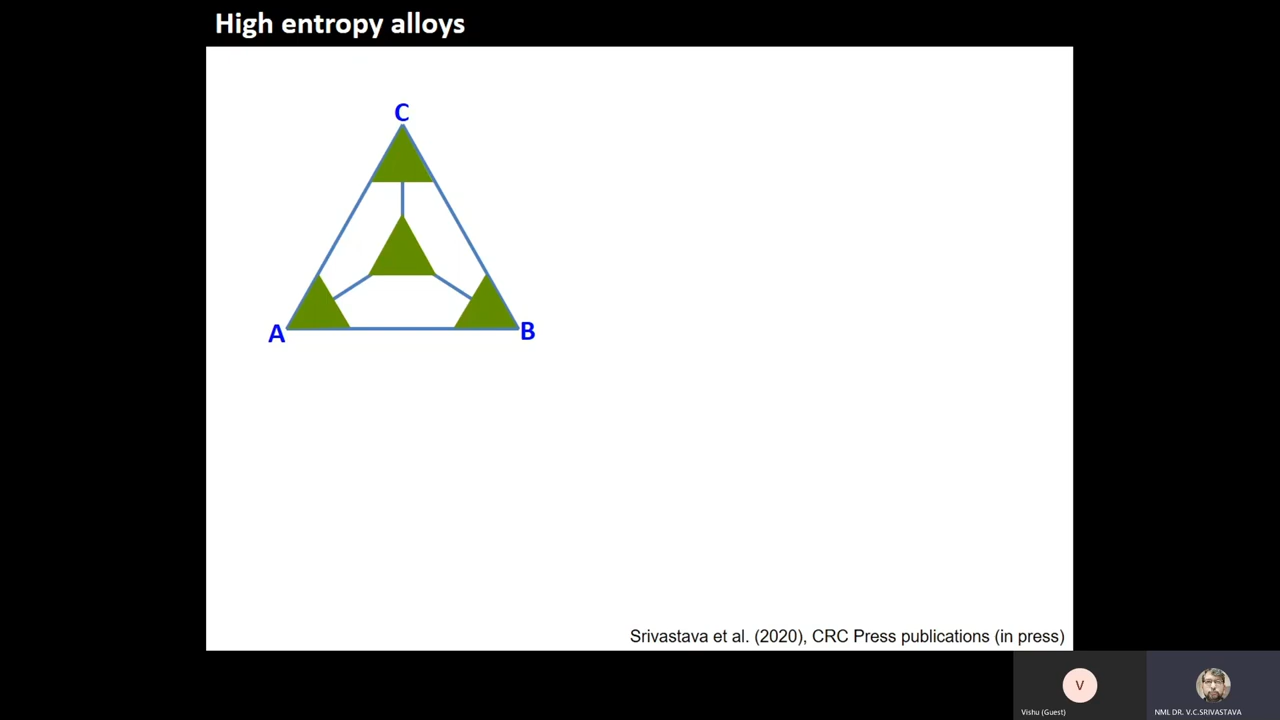 High entropy alloys
C
A
B
Srivastava et al. (2020), CRC Press publications (in press)
V
Vishu (Guest)
NML DR. V.C.SRIVASTAVA